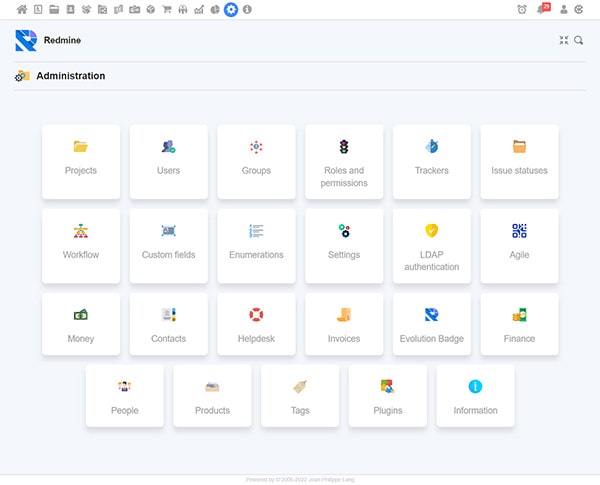 29
Redmine
Administration
Projects
Users
Groups
Roles and
permissions
Trackers
Issue statuses
Workflow
Custom fields
Enumerations
Settings
LDAP
authentication
Agile
Money
Contacts
Helpdesk
Invoices
Evolution Badge
Finance
People
Products
Tags
Plugins
Information
Powered by © 2006-2022 Jean-Philippe Lang